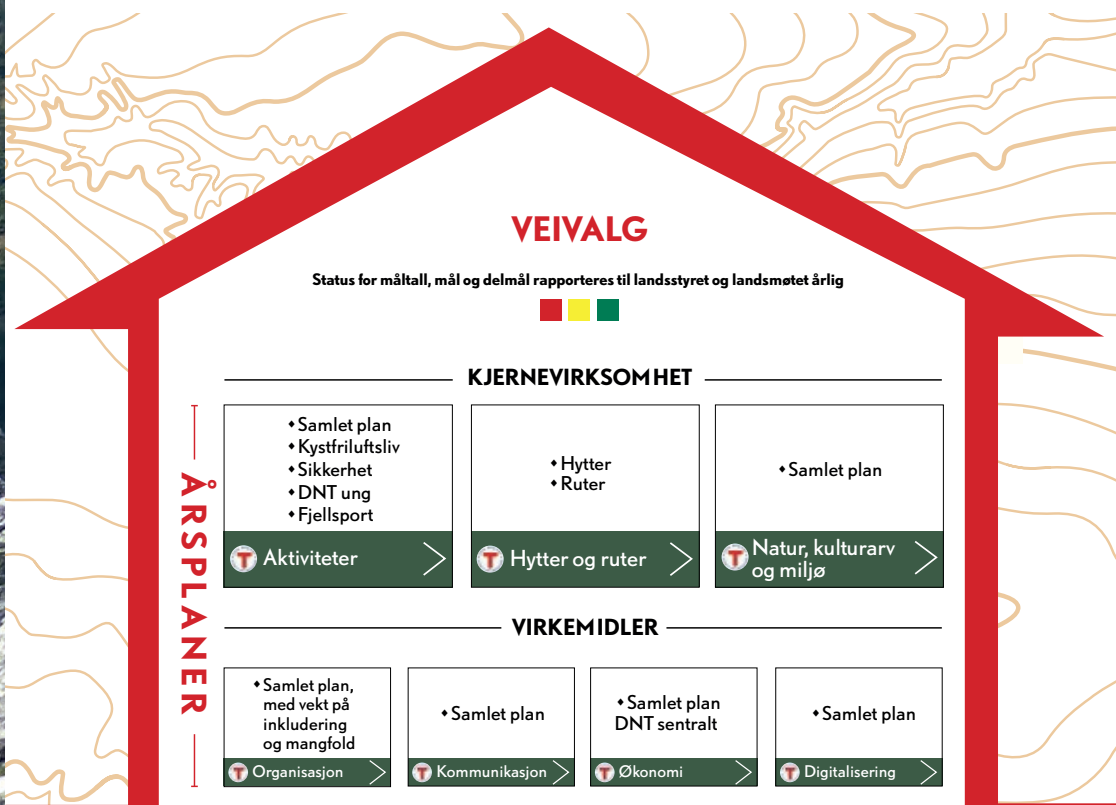 VEIVALG
Status for måltall, mål og delmål rapporteres til landsstyret og landsmøtet årlig
KJERNEVIRKSOMHET
ÅRSPLANER
• Samlet plan
• Kystfriluftsliv
• Sikkerhet
• DNT ung
• Fjellsport
T Aktiviteter
• Hytter
• Ruter
T Hytter og ruter
• Samlet plan
T Natur, kulturarv
og miljø
VIRKEMIDLER
• Samlet plan,
med vekt på
inkludering
og mangfold
T Organisasjon
• Samlet plan
T Kommunikasjon
• Samlet plan
DNT sentralt
T Økonomi
• Samlet plan
T Digitalisering